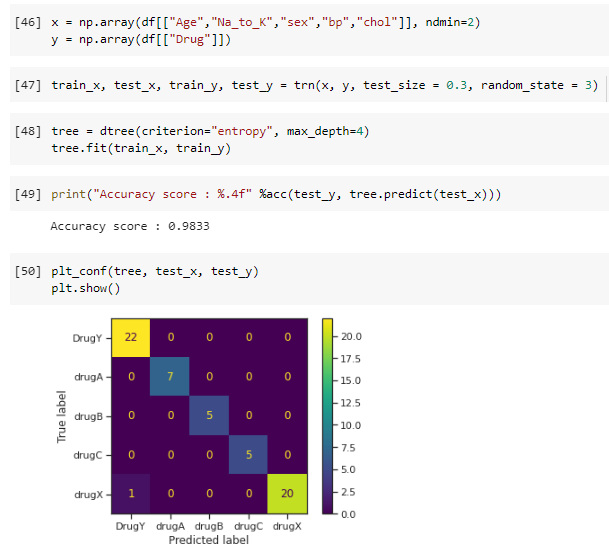 [46] x = np.array(df[["Age","Na_to_K","sex","bp","chol"]], ndmin=2)
y = np.array(df[["Drug"]])
[47] train_x, test_x, train_y, test_y = trn(x, y, test_size = 0.3, random_state = 3)
[48] tree = dtree(criterion="entropy", max_depth=4)
tree.fit(train_x, train_y)
[49] print("Accuracy score : %.4f" %acc(test_y, tree.predict(test_x)))
Accuracy score : 0.9833
[50] plt_conf(tree, test_x, test_y)
plt.show()
DrugY 22 0 0 0 0
drugA 0 7 0 0 0
drugB 0 0 5 0 0
drugC 0 0 0 5 0
drugX 1 0 0 0 20
True label
DrugY drugA drugB drugC drugX
Predicted label
20.0
17.5
15.0
12.5
10.0
7.5
5.0
2.5
0.0